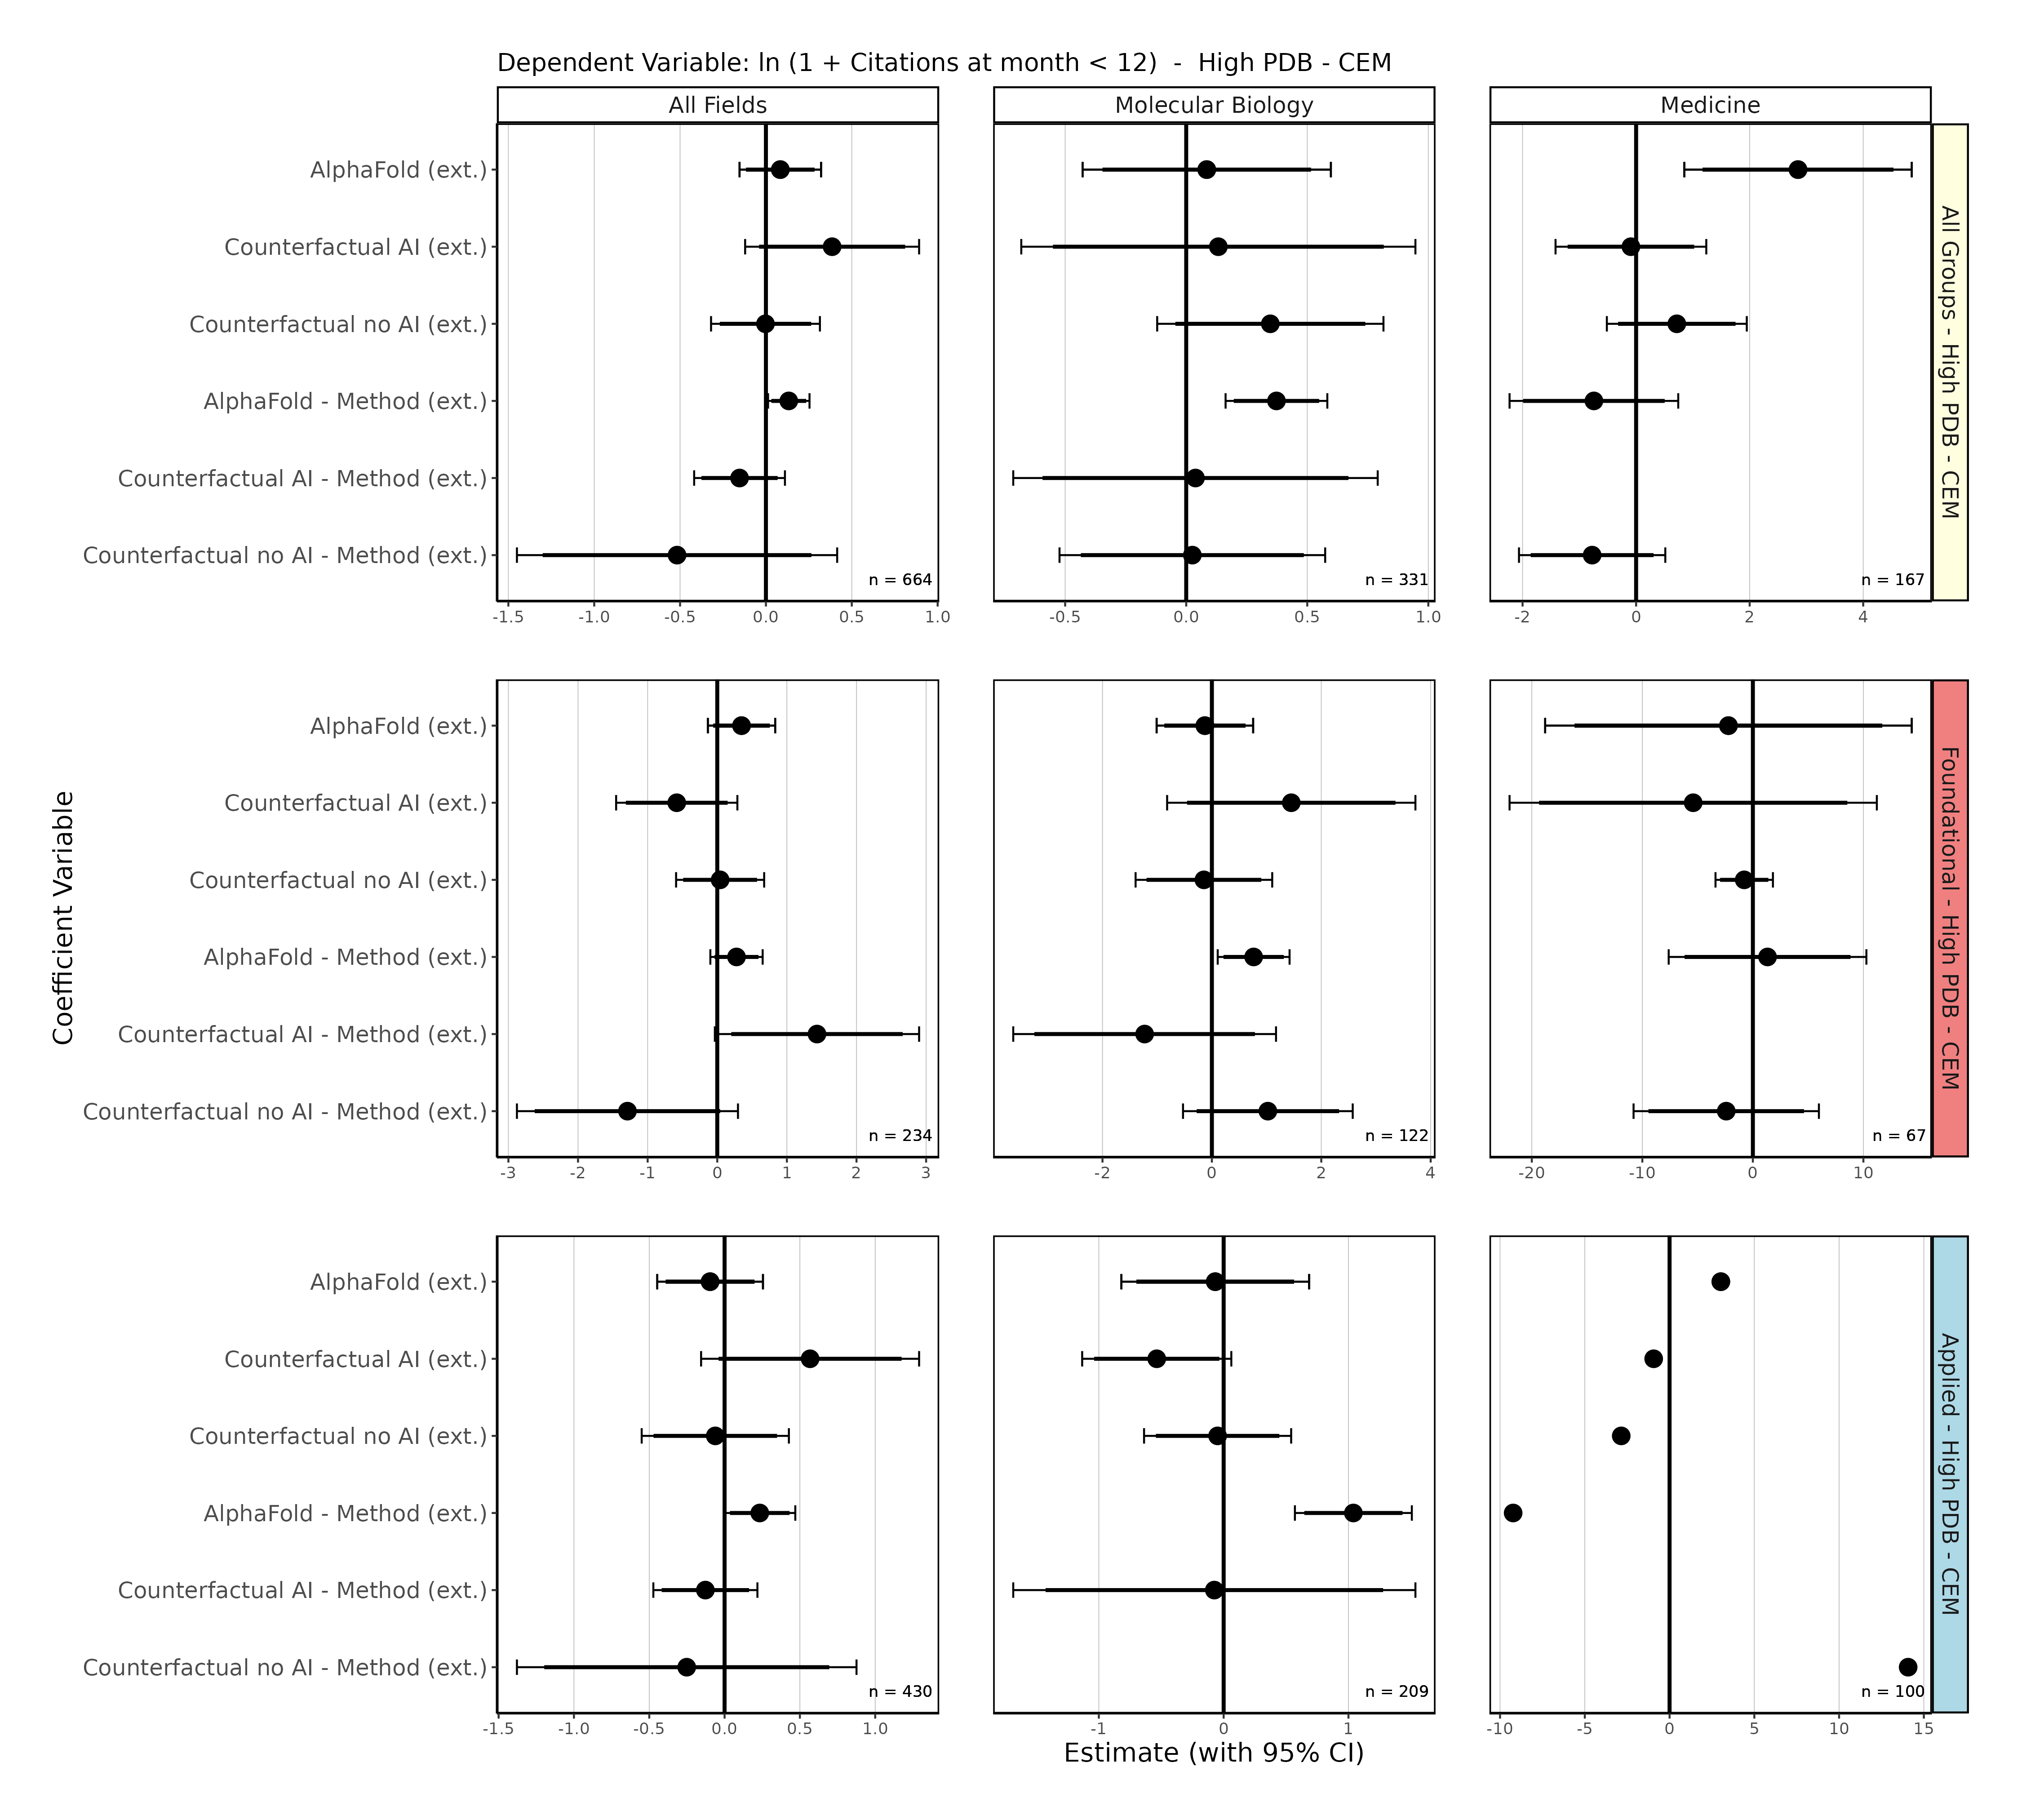 Dependent Variable: ln (1 + Citations at month < 12)  -  High PDB - CEM
All Fields
Molecular Biology
Medicine
AlphaFold (ext.)
Counterfactual AI (ext.)
Counterfactual no AI (ext.)
AlphaFold - Method (ext.)
Counterfactual AI - Method (ext.)
Counterfactual no AI - Method (ext.)
n = 664
n = 331
n = 167
-1.5 -1.0 -0.5 0.0 0.5 1.0
-0.5 0.0 0.5 1.0
-2 0 2 4
All Groups - High PDB - CEM
Coefficient Variable
AlphaFold (ext.)
Counterfactual AI (ext.)
Counterfactual no AI (ext.)
AlphaFold - Method (ext.)
Counterfactual AI - Method (ext.)
Counterfactual no AI - Method (ext.)
n = 234
n = 122
n = 67
-3 -2 -1 0 1 2 3
-2 0 2 4
-20 -10 0 10
Foundational - High PDB - CEM
AlphaFold (ext.)
Counterfactual AI (ext.)
Counterfactual no AI (ext.)
AlphaFold - Method (ext.)
Counterfactual AI - Method (ext.)
Counterfactual no AI - Method (ext.)
n = 430
n = 209
n = 100
-1.5 -1.0 -0.5 0.0 0.5 1.0
-1 0 1
-10 -5 0 5 10 15
Applied - High PDB - CEM
Estimate (with 95% CI)